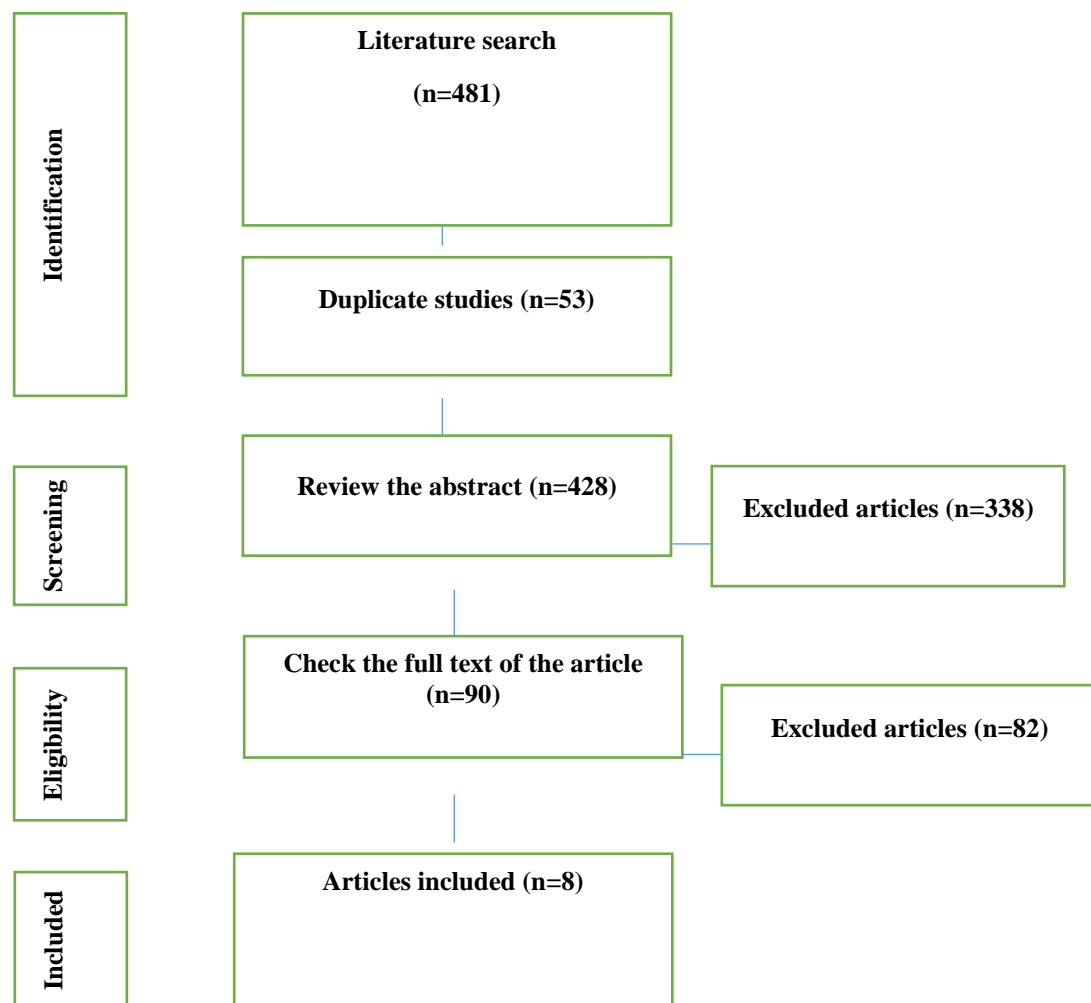 Identification
Literature search
(n=481)
Duplicate studies (n=53)
Screening
Review the abstract (n=428)
Excluded articles (n=338)
Eligibility
Check the full text of the article
(n=90)
Excluded articles (n=82)
Included
Articles included (n=8)